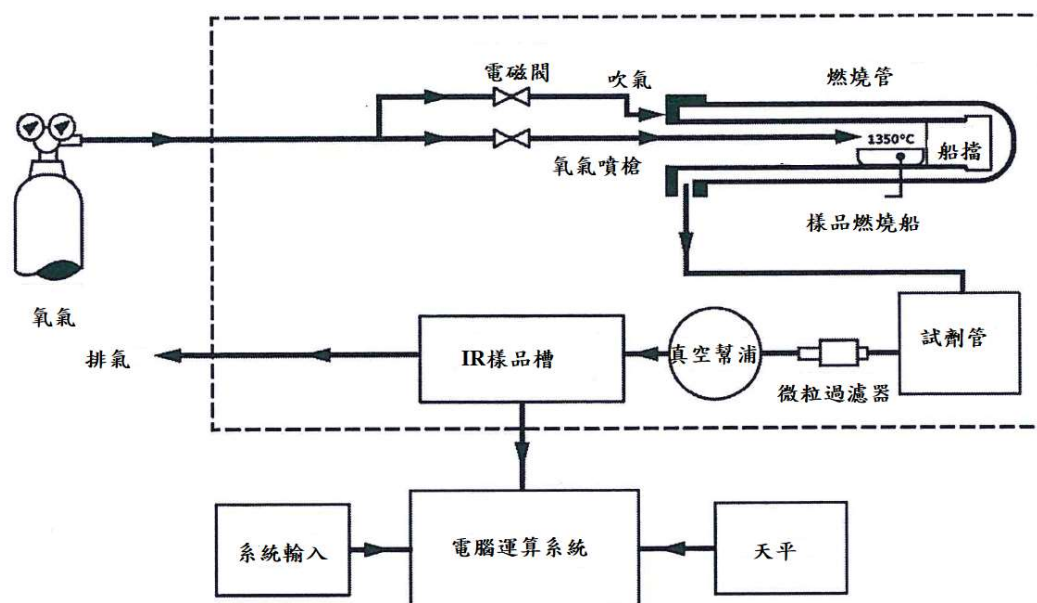 電磁閥
吹氣
燃燒管
1350°C
船擋
氧氣噴槍
樣品燃燒船
氧氣
排氣
IR樣品槽
真空幫浦
微粒過濾器
試劑管
系統輸入
電腦運算系統
天平